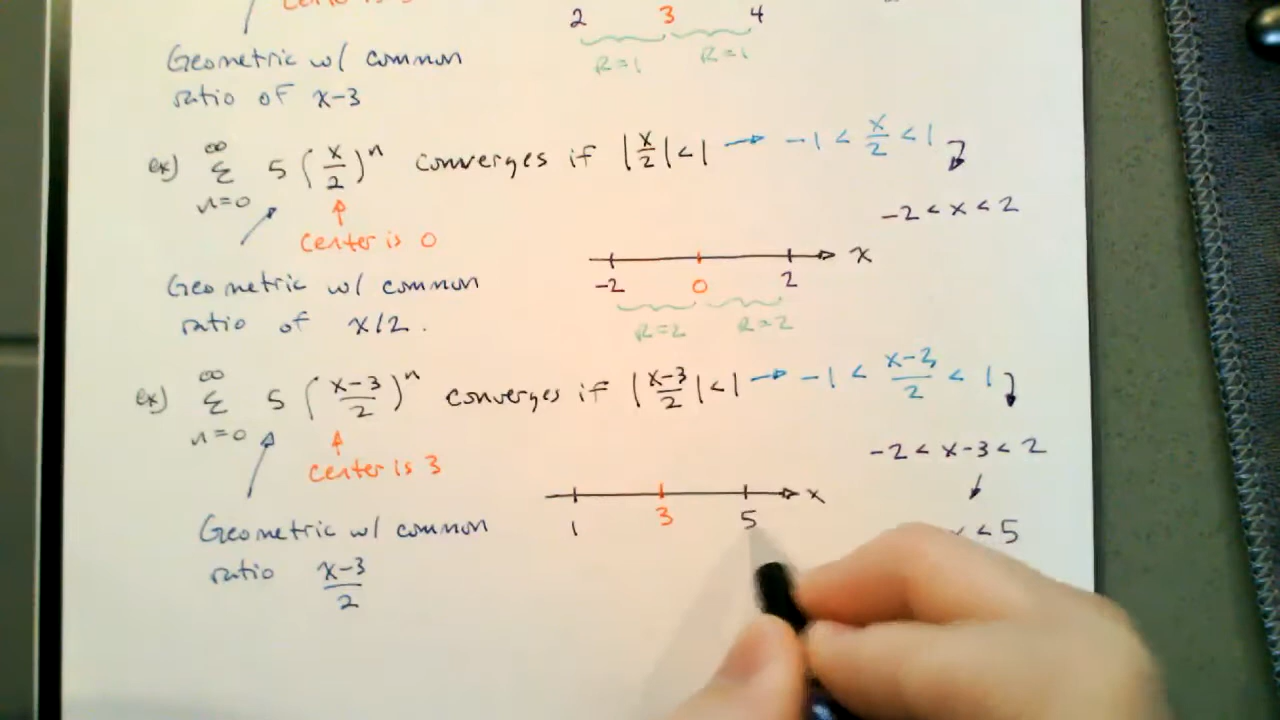 2 3 4
R=1 R=1
Geometric w/ common
ratio of x-3
ex) ∞ Σ n=0 5 (x/2)^n converges if |x/2| < 1 → -1 < x/2 < 1
-2 < x < 2
center is 0
x
-2 0 2
R=2 R=2
Geometric w/ common
ratio of x/2.
ex) ∞ Σ n=0 5 ((x-3)/2)^n converges if |(x-3)/2| < 1 → -1 < (x-3)/2 < 1
-2 < x-3 < 2
center is 3
x
1 3 5
< 5
Geometric w/ common
ratio (x-3)/2